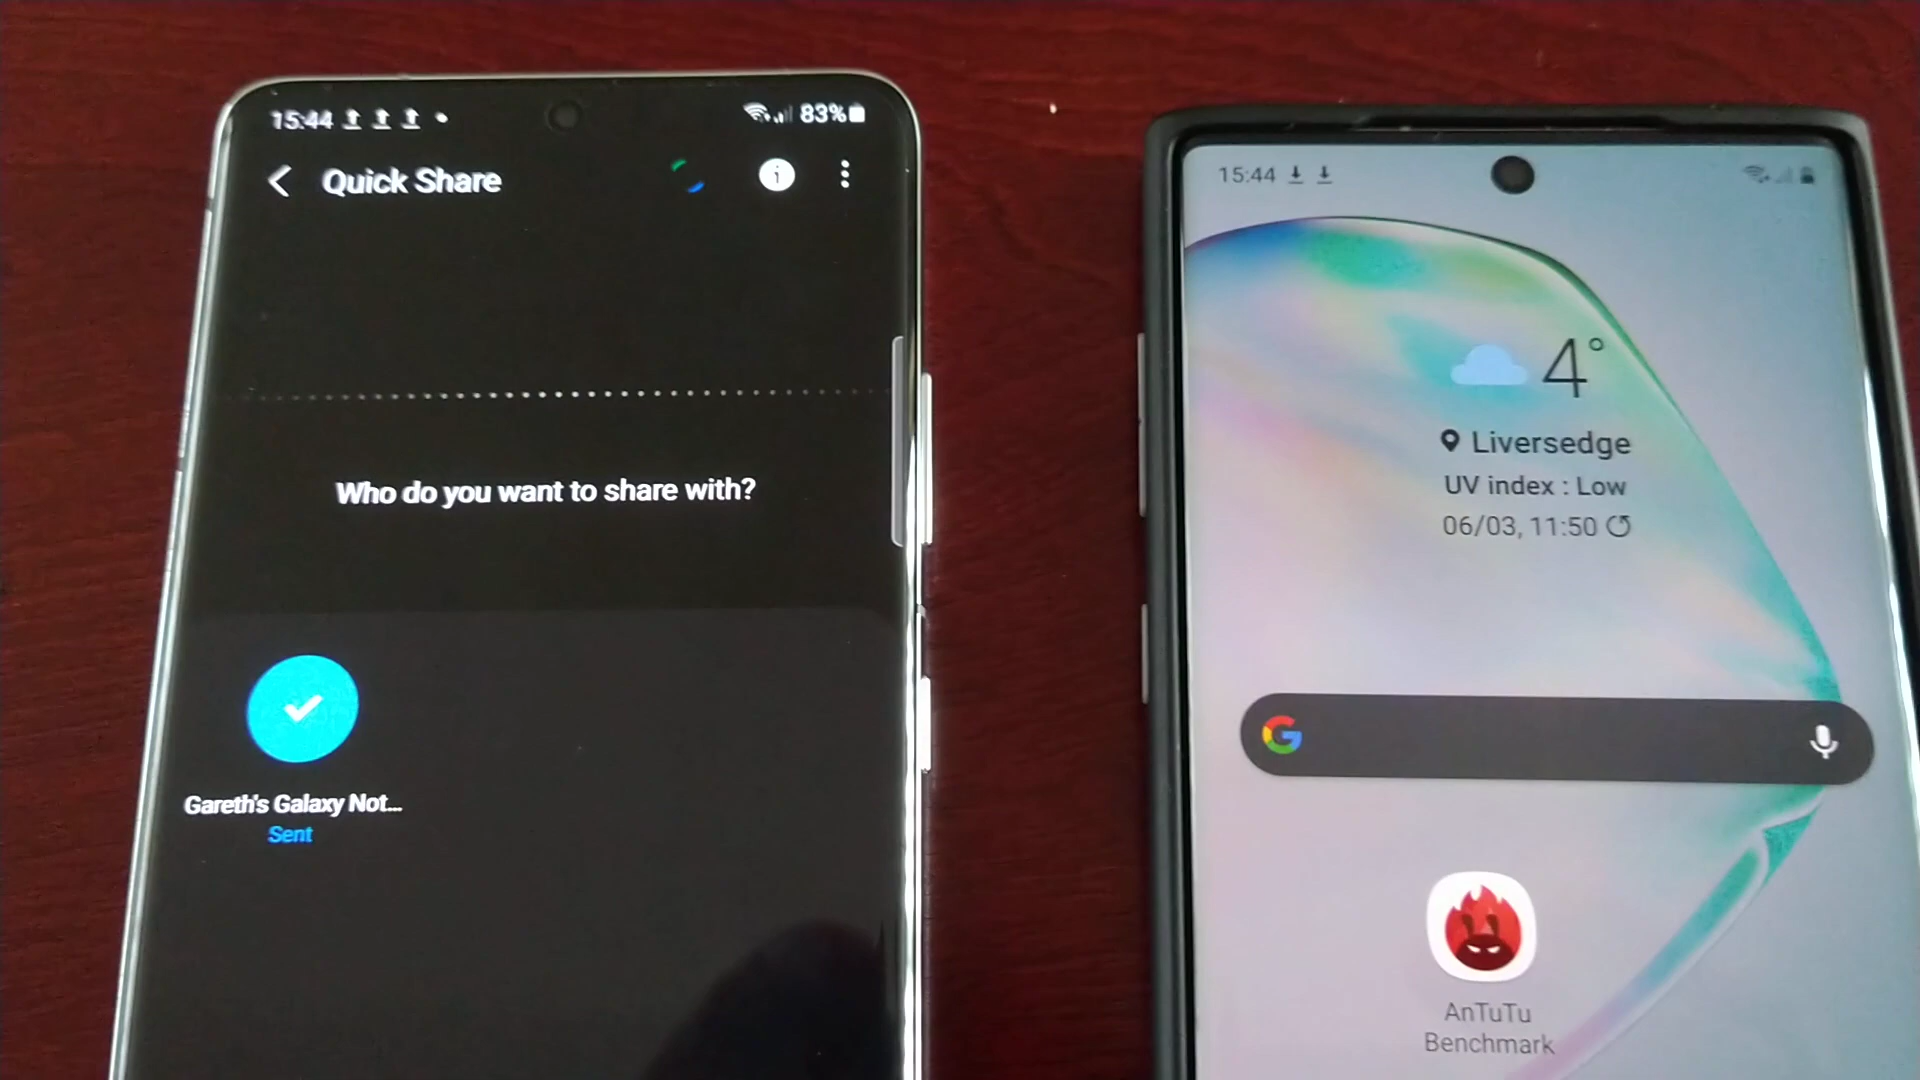 15:44
83%
Quick Share
Who do you want to share with?
Gareth's Galaxy Not...
Sent
15:44
4°
Liversedge
UV index : Low
06/03, 11:50
G
AnTuTu
Benchmark